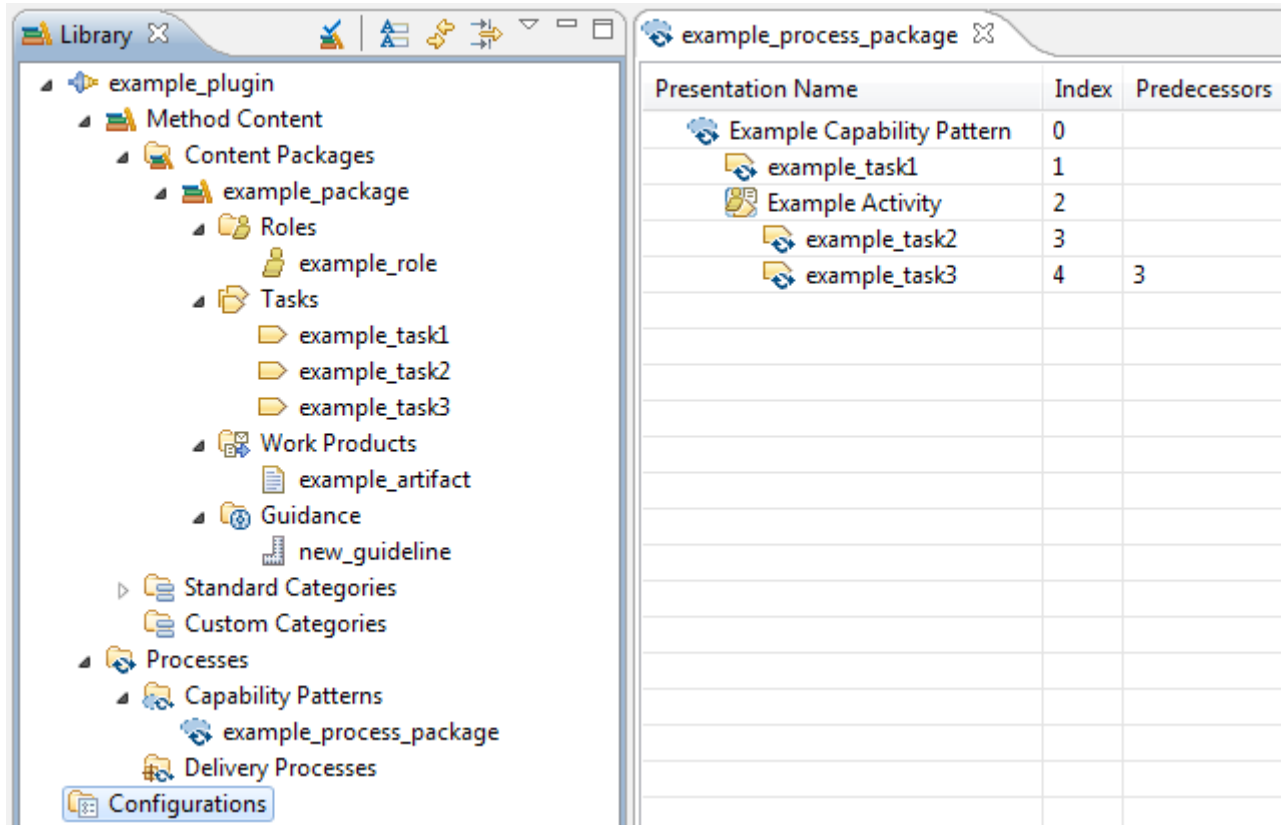 Library
example_plugin
Method Content
Content Packages
example_package
Roles
example_role
Tasks
example_task1
example_task2
example_task3
Work Products
example_artifact
Guidance
new_guideline
Standard Categories
Custom Categories
Processes
Capability Patterns
example_process_package
Delivery Processes
Configurations
example_process_package
Presentation Name Index Predecessors
Example Capability Pattern 0
example_task1 1
Example Activity 2
example_task2 3
example_task3 4 3